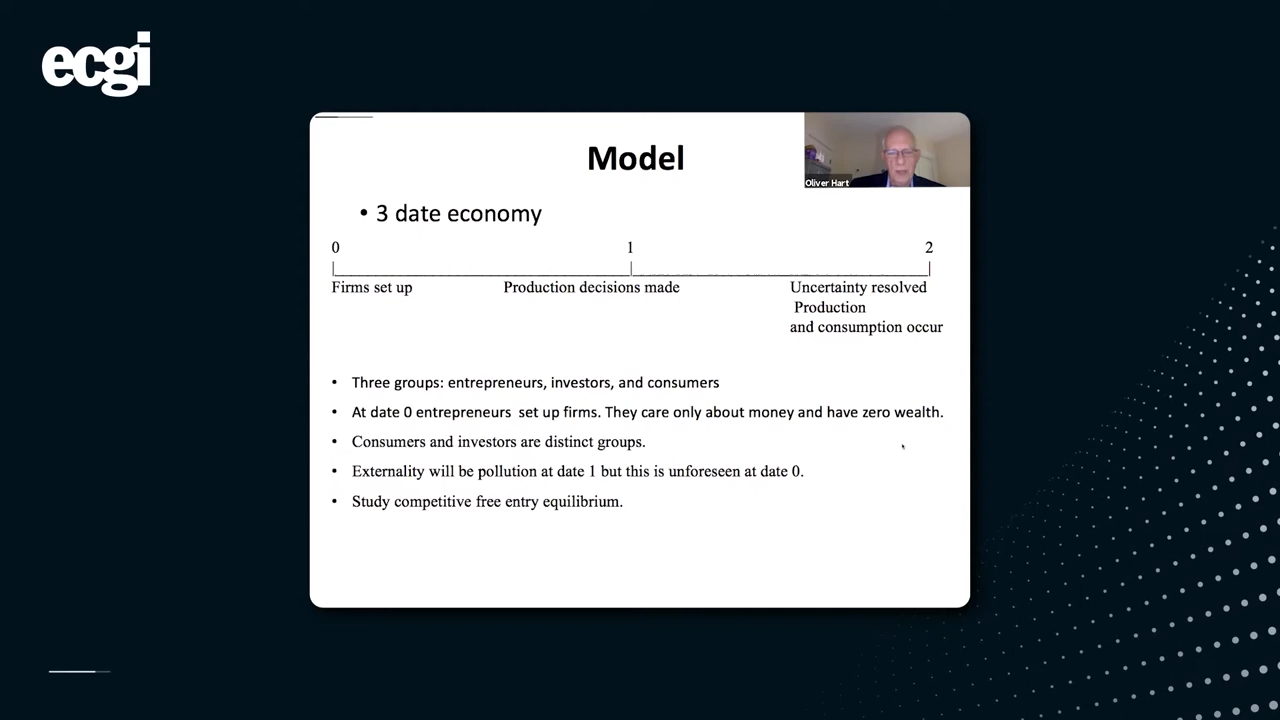 ecgi
Model
Oliver Hart
• 3 date economy
0 1 2
Firms set up Production decisions made Uncertainty resolved
Production
and consumption occur
• Three groups: entrepreneurs, investors, and consumers
• At date 0 entrepreneurs set up firms. They care only about money and have zero wealth.
• Consumers and investors are distinct groups.
• Externality will be pollution at date 1 but this is unforeseen at date 0.
• Study competitive free entry equilibrium.